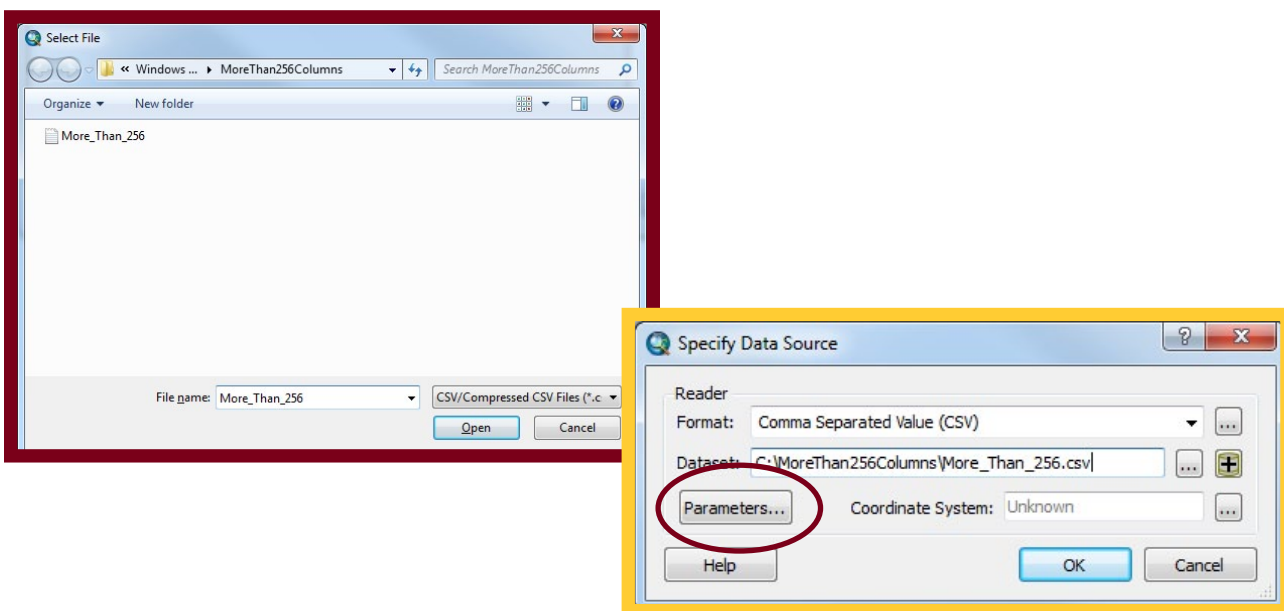 Select File
« Windows ... ▸ MoreThan256Columns
Search MoreThan256Columns
Organize ▾ New folder
More_Than_256
File name: More_Than_256
CSV/Compressed CSV Files (*.c
Open Cancel
Specify Data Source
Reader
Format: Comma Separated Value (CSV) ...
Dataset: C:\MoreThan256Columns\More_Than_256.csv ...
Parameters... Coordinate System: Unknown ...
Help OK Cancel